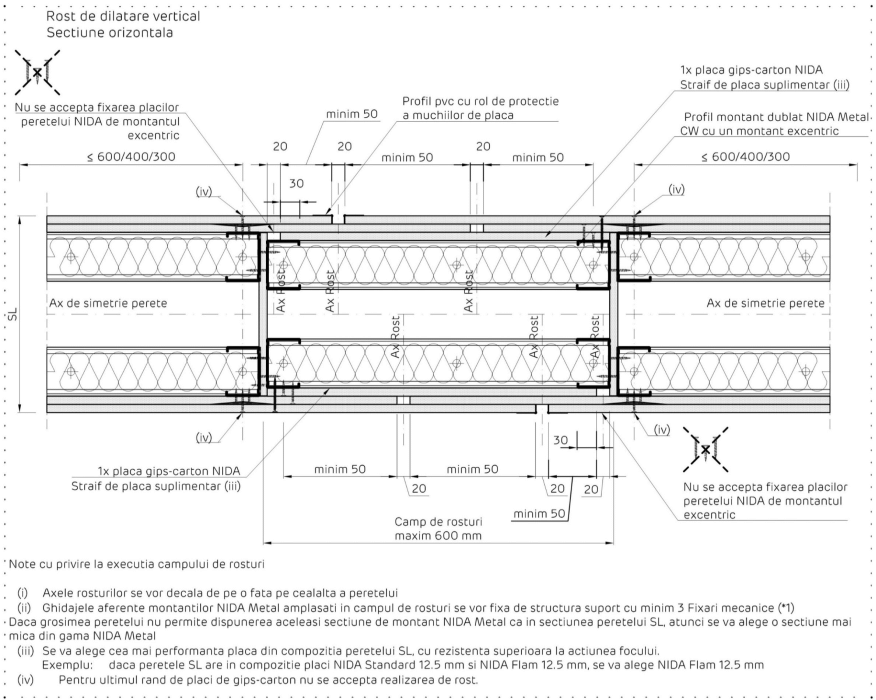 Rost de dilatare vertical
Sectiune orizontala
1x placa gips-carton NIDA
Straif de placa suplimentar (iii)
Nu se accepta fixarea placilor
peretelui NIDA de montantul
excentric
minim 50
Profil pvc cu rol de protectie
a muchiilor de placa
Profil montant dublat NIDA Metal
CW cu un montant excentric
≤ 600/400/300
20
20
minim 50
20
minim 50
≤ 600/400/300
30
(iv)
(iv)
SL
Ax de simetrie perete
Ax Rost
Ax Rost
Ax Rost
Ax de simetrie perete
Ax Rost
Ax Rost
Ax Rost
(iv)
(iv)
30
1x placa gips-carton NIDA
Straif de placa suplimentar (iii)
minim 50
minim 50
20
20
20
minim 50
Nu se accepta fixarea placilor
peretelui NIDA de montantul
excentric
Camp de rosturi
maxim 600 mm
Note cu privire la executia campului de rosturi
(i) Axele rosturilor se vor decala de pe o fata pe cealalta a peretelui
(ii) Ghidajele aferente montantilor NIDA Metal amplasati in campul de rosturi se vor fixa de structura suport cu minim 3 Fixari mecanice (*1)
Daca grosimea peretelui nu permite dispunerea aceleasi sectiune de montant NIDA Metal ca in sectiunea peretelui SL, atunci se va alege o sectiune mai
mica din gama NIDA Metal
(iii) Se va alege cea mai performanta placa din compozitia peretelui SL, cu rezistenta superioara la actiunea focului.
Exemplu: daca peretele SL are in compozitie placi NIDA Standard 12.5 mm si NIDA Flam 12.5 mm, se va alege NIDA Flam 12.5 mm
(iv) Pentru ultimul rand de placi de gips-carton nu se accepta realizarea de rost.